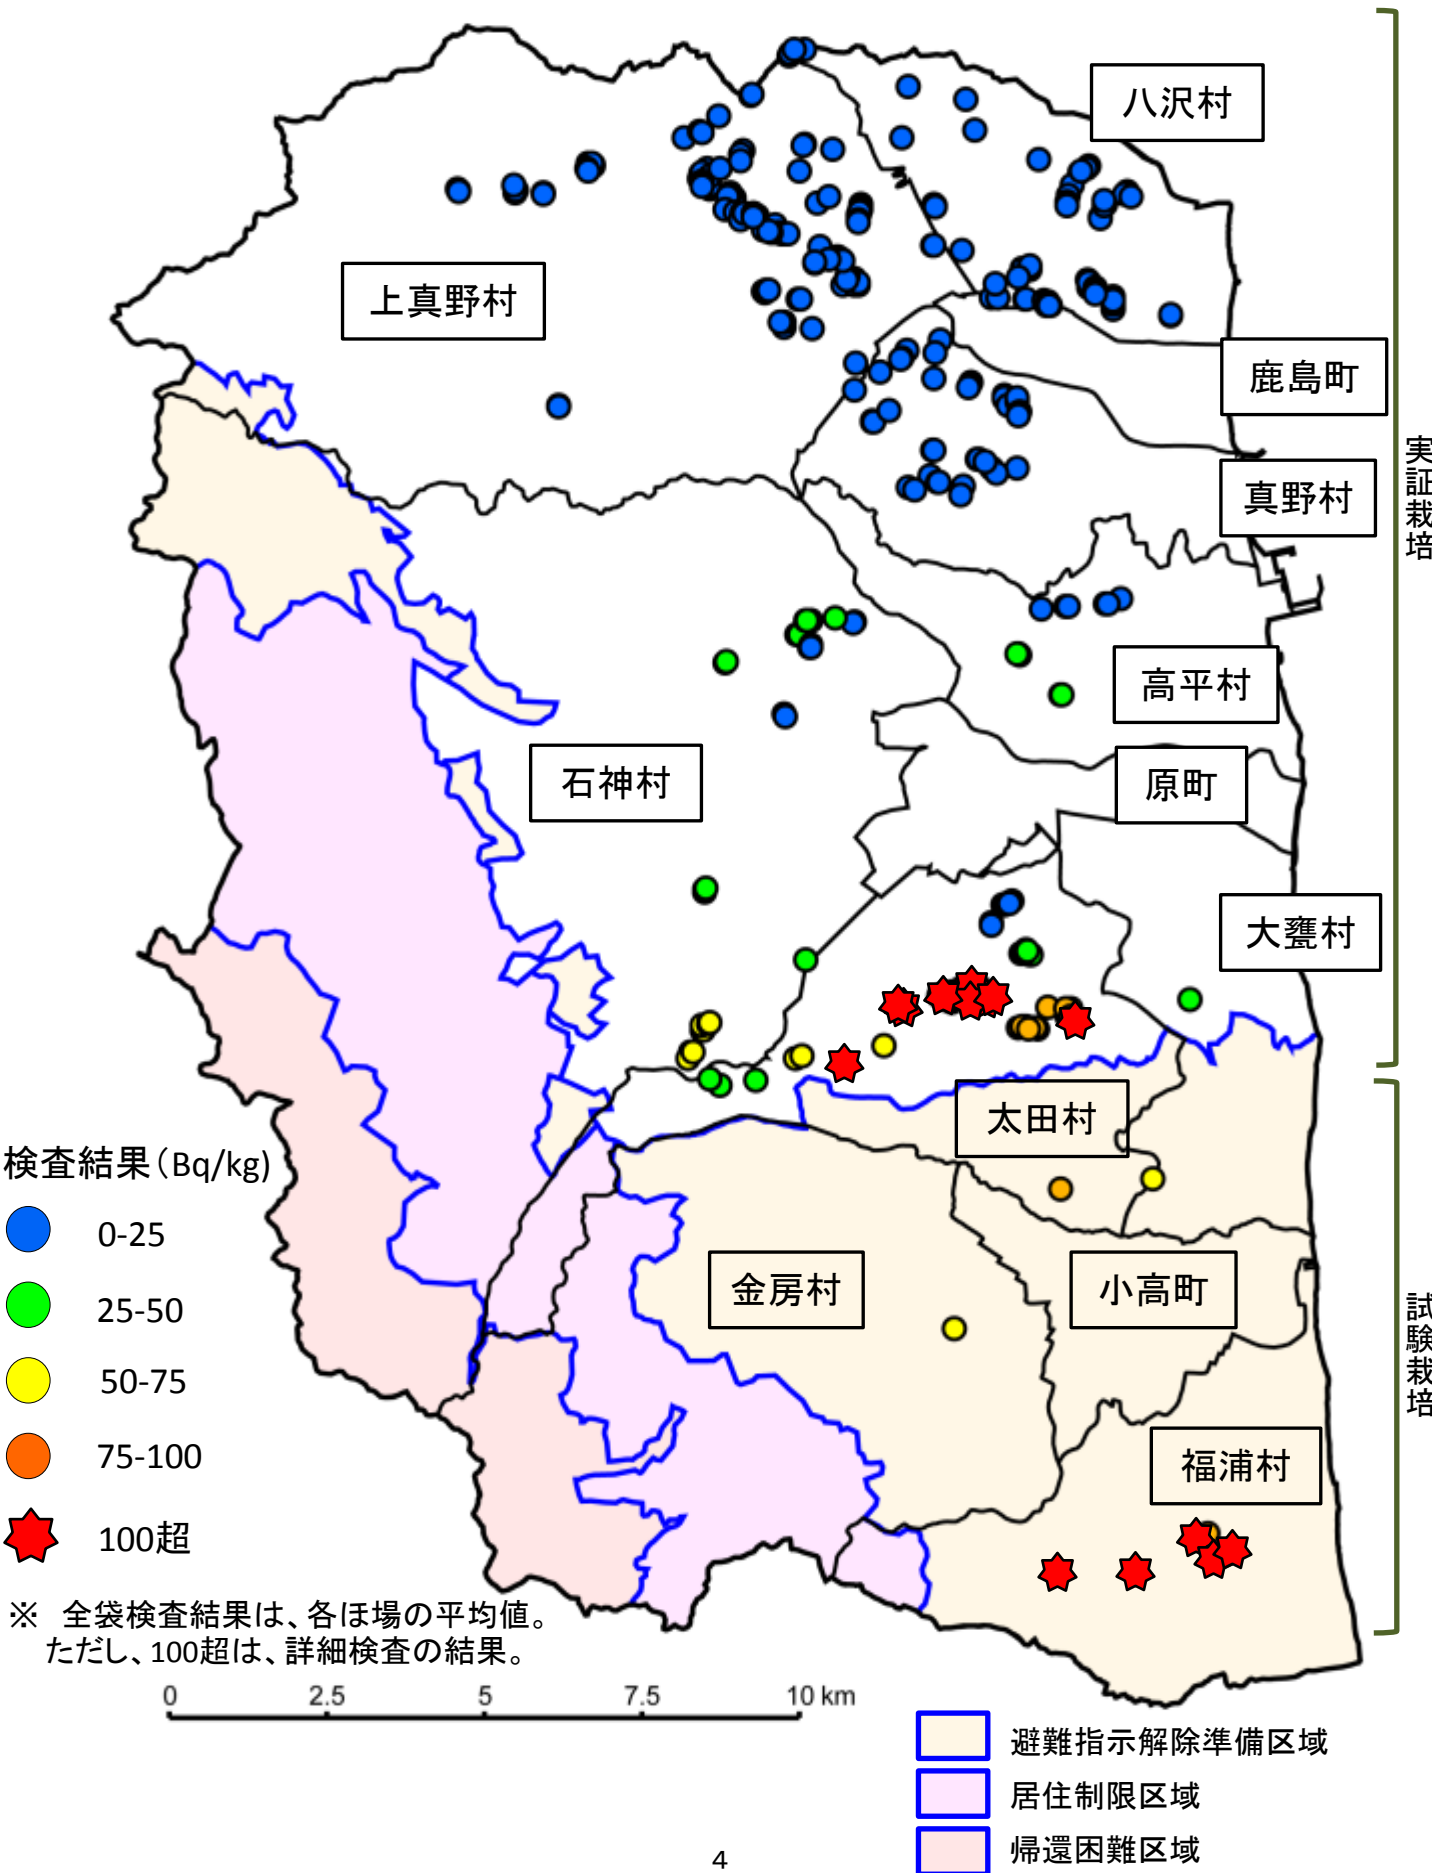 八沢村
上真野村
鹿島町
真野村
実証栽培
高平村
原町
石神村
大甕村
太田村
検査結果（Bq/kg）
0-25
25-50
50-75
75-100
100超
金房村
小高町
試験栽培
福浦村
※ 全袋検査結果は、各ほ場の平均値。
ただし、100超は、詳細検査の結果。
0 2.5 5 7.5 10 km
避難指示解除準備区域
居住制限区域
帰還困難区域
4